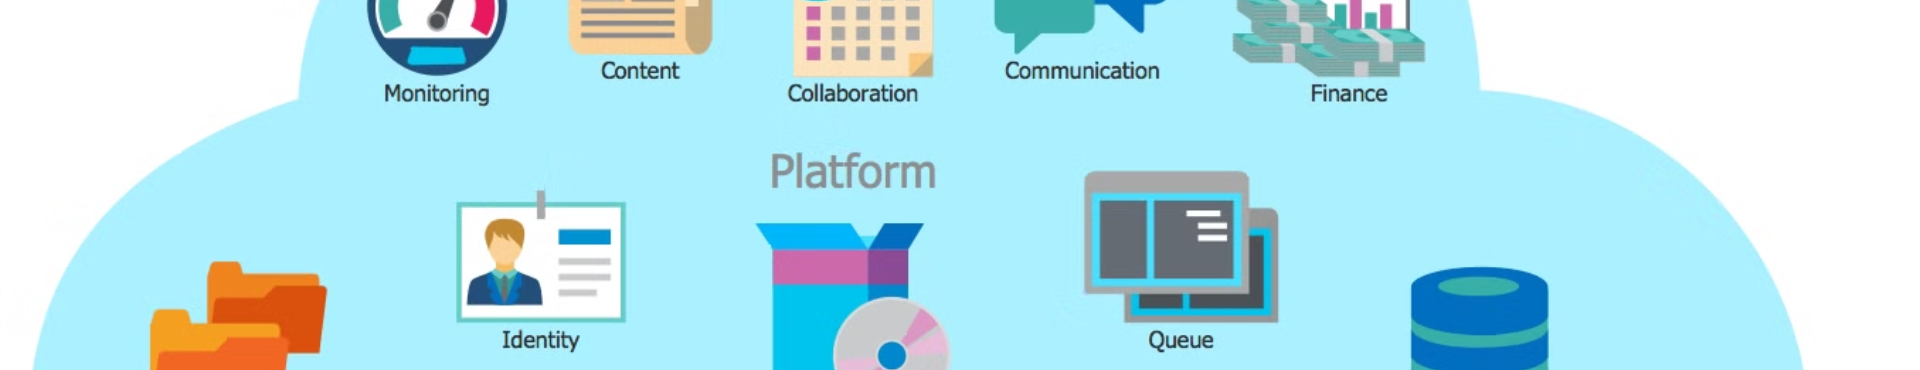 Content
Communication
Monitoring
Collaboration
Finance
Platform
Identity
Queue